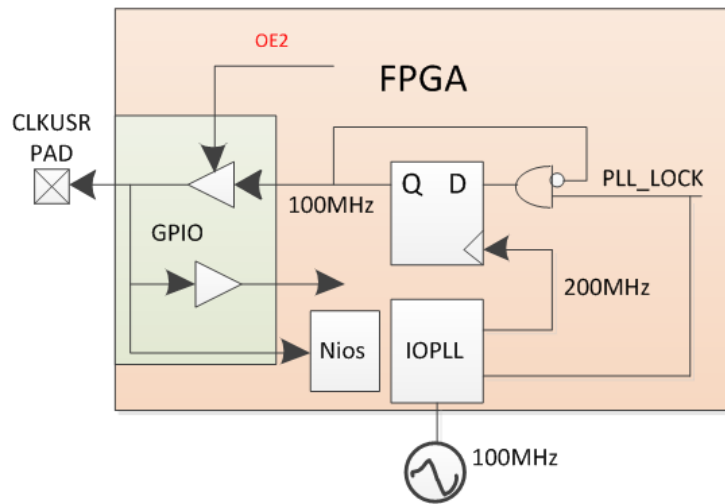 OE2
FPGA
CLKUSR
PAD
Q D
PLL_LOCK
100MHz
GPIO
200MHz
Nios
IOPLL
100MHz